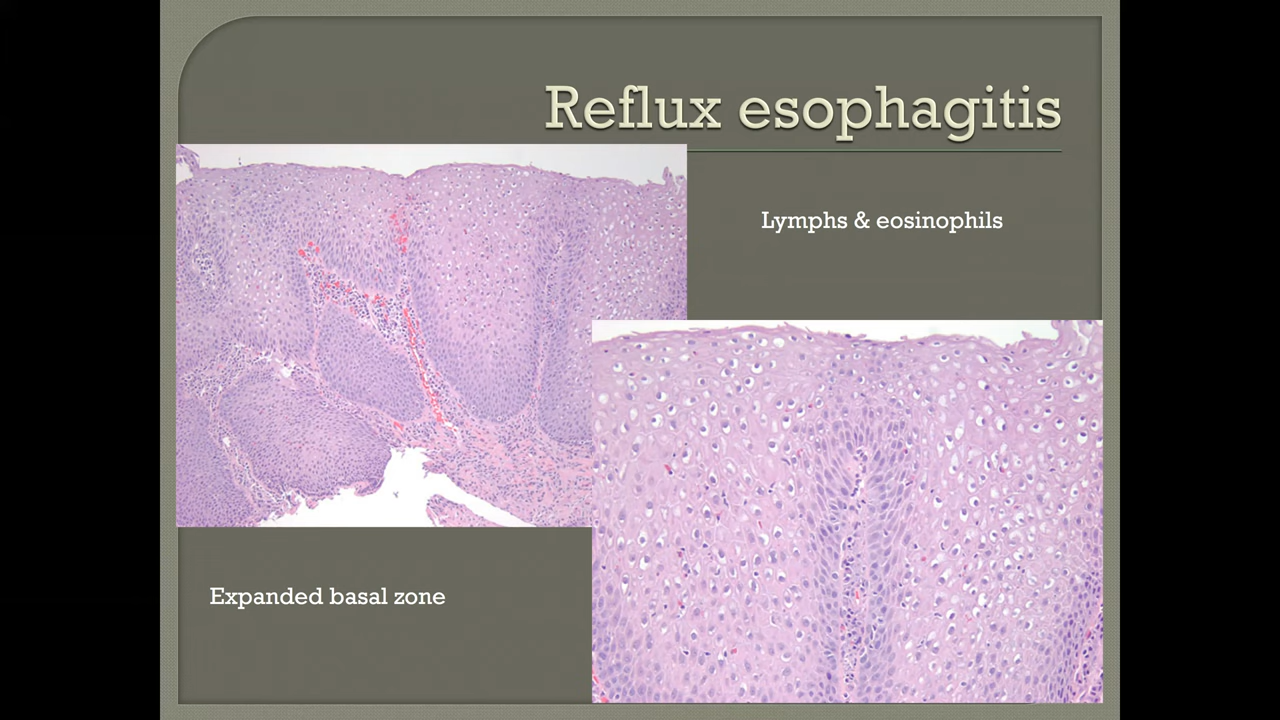 Reflux esophagitis
Lymphs & eosinophils
Expanded basal zone